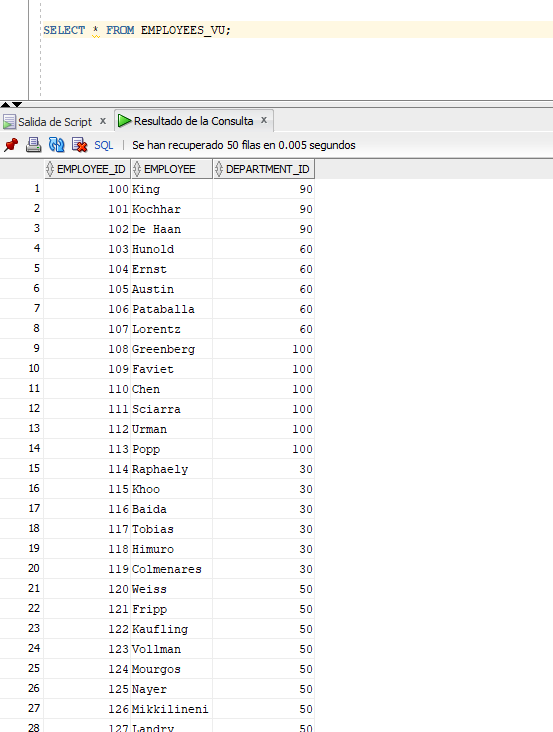 SELECT * FROM EMPLOYEES_VU;
Salida de Script x Resultado de la Consulta x
SQL | Se han recuperado 50 filas en 0.005 segundos
EMPLOYEE_ID EMPLOYEE DEPARTMENT_ID
1 100 King 90
2 101 Kochhar 90
3 102 De Haan 90
4 103 Hunold 60
5 104 Ernst 60
6 105 Austin 60
7 106 Pataballa 60
8 107 Lorentz 60
9 108 Greenberg 100
10 109 Faviet 100
11 110 Chen 100
12 111 Sciarra 100
13 112 Urman 100
14 113 Popp 100
15 114 Raphaely 30
16 115 Khoo 30
17 116 Baida 30
18 117 Tobias 30
19 118 Himuro 30
20 119 Colmenares 30
21 120 Weiss 50
22 121 Fripp 50
23 122 Kaufling 50
24 123 Vollman 50
25 124 Mourgos 50
26 125 Nayer 50
27 126 Mikkilineni 50
28 127 Landry 50